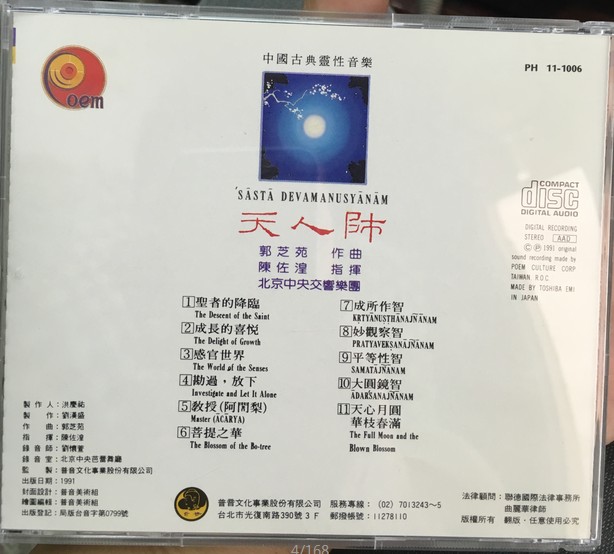 中國古典靈性音樂
PH 11-1006
oem
'SĀSTĀ DEVAMANUSYĀNĀM
天人師
郭芝苑 作曲
陳佐湟 指揮
北京中央交響樂團
COMPACT
disc
DIGITAL AUDIO
DIGITAL RECORDING
STEREO AAD
© ℗ 1991 original
sound recording made by
POEM CULTURE CORP
TAIWAN R.O.C.
MADE BY TOSHIBA EMI
IN JAPAN
1 聖者的降臨
The Descent of the Saint
2 成長的喜悅
The Delight of Growth
3 感官世界
The World of the Senses
4 勘過，放下
Investigate and Let It Alone
5 教授(阿闍梨)
Master (ĀCĀRYA)
6 菩提之華
The Blossom of the Bo-tree
7 成所作智
KṚTYĀNUṢṬHĀNAJÑĀNAM
8 妙觀察智
PRATYAVEKṢANĀJÑĀNAM
9 平等性智
SAMATĀJÑĀNAM
10 大圓鏡智
ĀDARŚANAJÑĀNAM
11 天心月圓
華枝春滿
The Full Moon and the
Blown Blossom
製作人：洪慶祐
製作：劉漢盛
作曲：郭芝苑
指揮：陳佐湟
錄音師：劉懷萱
錄音室：北京中央芭蕾舞廳
監製：普音文化事業股份有限公司
出版日期：1991
封面設計：普音美術組
繪圖編輯：普音美術組
出版登記：局版台音字第0799號
普音文化事業股份有限公司 服務專線：(02) 7013243~5
台北市光復南路390號3F 郵撥帳號：11278110
法律顧問：聯德國際法律事務所
曲麗華律師
版權所有 翻版·任意使用必究
4/168